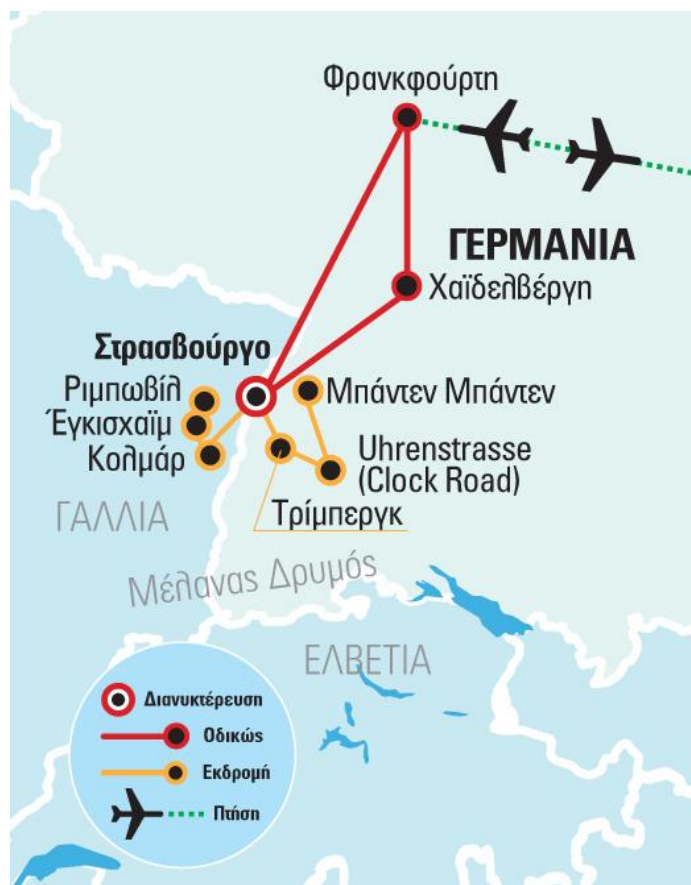 Φρανκφούρτη
ΓΕΡΜΑΝΙΑ
Χαϊδελβέργη
Στρασβούργο
Ριμπωβίλ
Έγκισχαϊμ
Κολμάρ
Μπάντεν Μπάντεν
Uhrenstrasse
(Clock Road)
Τρίμπεργκ
ΓΑΛΛΙΑ
Μέλανας Δρυμός
ΕΛΒΕΤΙΑ
Διανυκτέρευση
Οδικώς
Εκδρομή
Πτήση